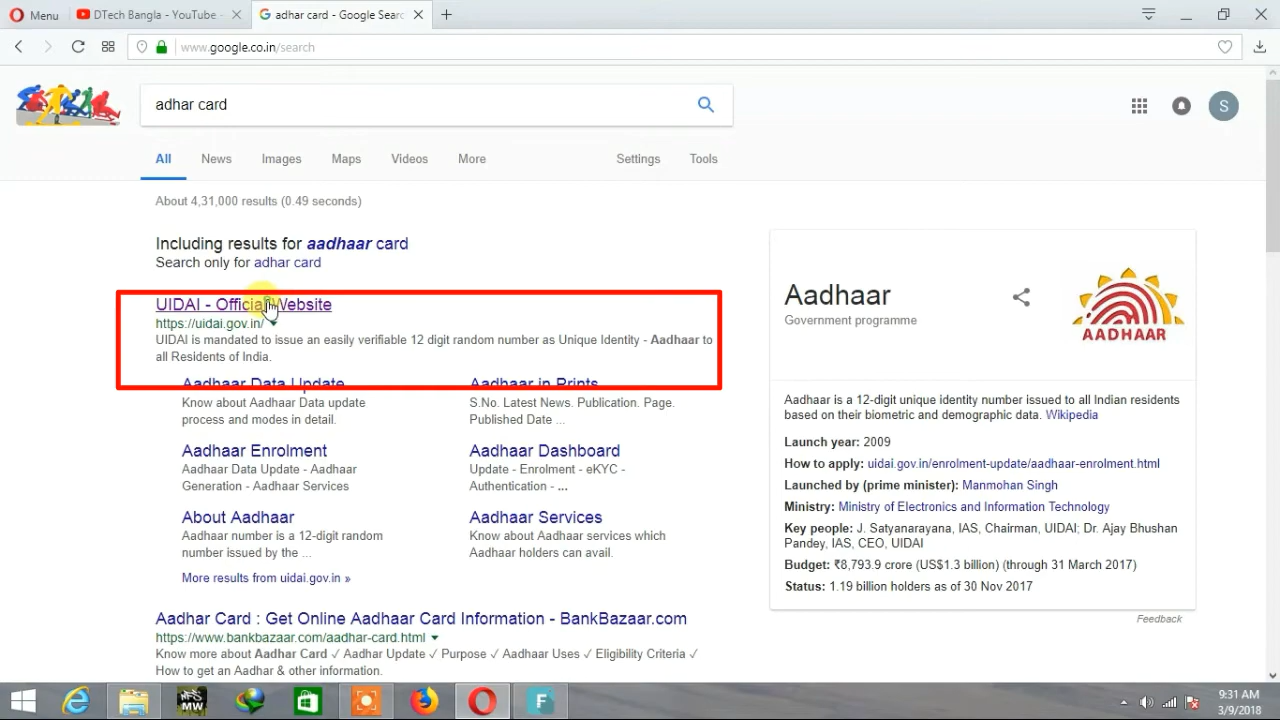 Menu
DTech Bangla - YouTube -
adhar card - Google Searc
www.google.co.in/search
adhar card
S
All
News
Images
Maps
Videos
More
Settings
Tools
About 4,31,000 results (0.49 seconds)
Including results for aadhaar card
Search only for adhar card
UIDAI - Official Website
https://uidai.gov.in/
UIDAI is mandated to issue an easily verifiable 12 digit random number as Unique Identity - Aadhaar to
all Residents of India.
Aadhaar Data Update
Know about Aadhaar Data update
process and modes in detail.
Aadhaar in Prints
S.No. Latest News. Publication. Page.
Published Date ...
Aadhaar Enrolment
Aadhaar Data Update - Aadhaar
Generation - Aadhaar Services
Aadhaar Dashboard
Update - Enrolment - eKYC -
Authentication - ...
About Aadhaar
Aadhaar number is a 12-digit random
number issued by the ...
Aadhaar Services
Know about Aadhaar services which
Aadhaar holders can avail.
More results from uidai.gov.in »
Aadhar Card : Get Online Aadhaar Card Information - BankBazaar.com
https://www.bankbazaar.com/aadhar-card.html
Know more about Aadhar Card ✓ Aadhar Update ✓ Purpose ✓ Aadhaar Uses ✓ Eligibility Criteria ✓
How to get an Aadhar & other information.
Aadhaar
Government programme
AADHAAR
Aadhaar is a 12-digit unique identity number issued to all Indian residents
based on their biometric and demographic data. Wikipedia
Launch year: 2009
How to apply: uidai.gov.in/enrolment-update/aadhaar-enrolment.html
Launched by (prime minister): Manmohan Singh
Ministry: Ministry of Electronics and Information Technology
Key people: J. Satyanarayana, IAS, Chairman, UIDAI; Dr. Ajay Bhushan
Pandey, IAS, CEO, UIDAI
Budget: ₹8,793.9 crore (US$1.3 billion) (through 31 March 2017)
Status: 1.19 billion holders as of 30 Nov 2017
Feedback
MW
F
9:31 AM
3/9/2018